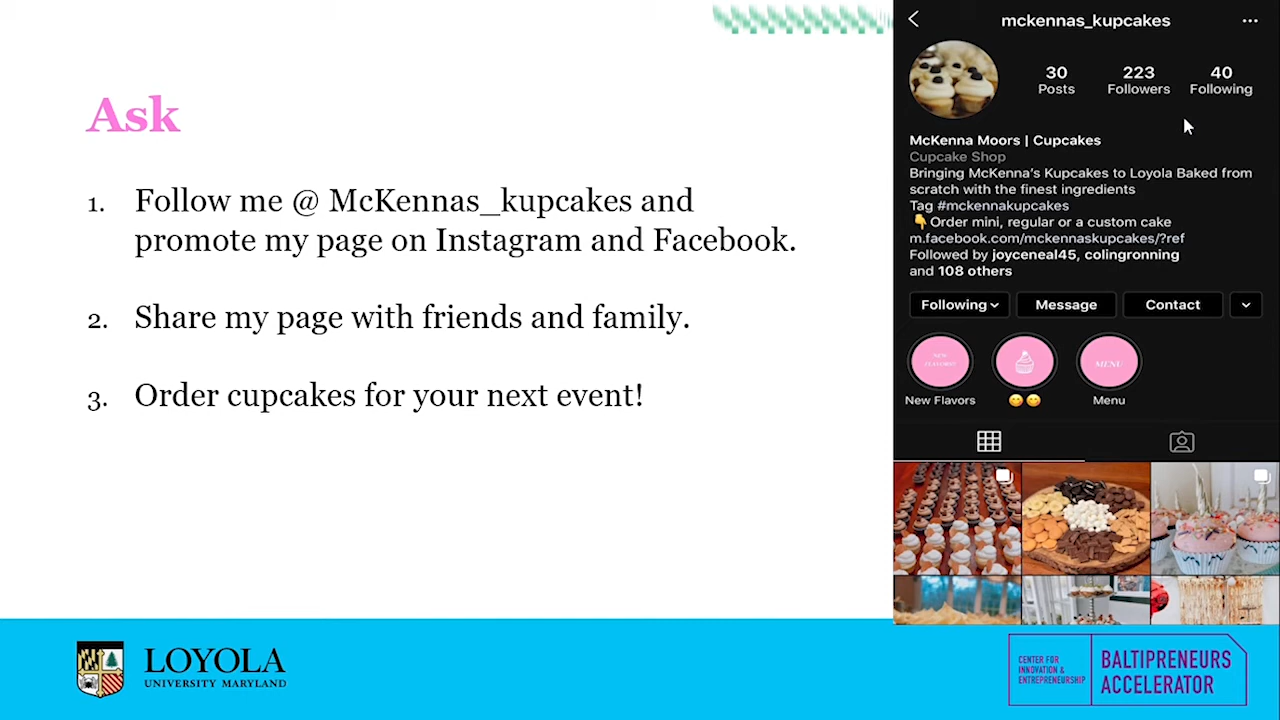 Ask
1. Follow me @ McKennas_kupcakes and
promote my page on Instagram and Facebook.
2. Share my page with friends and family.
3. Order cupcakes for your next event!
mckennas_kupcakes
30 223 40
Posts Followers Following
McKenna Moors | Cupcakes
Cupcake Shop
Bringing McKenna's Kupcakes to Loyola Baked from
scratch with the finest ingredients
Tag #mckennakupcakes
👇Order mini, regular or a custom cake
m.facebook.com/mckennaskupcakes/?ref
Followed by joyceneal45, colingronning
and 108 others
Following Message Contact
NEW
FLAVORS!!
MENU
New Flavors 😋😋 Menu
LOYOLA
UNIVERSITY MARYLAND
CENTER FOR
INNOVATION &
ENTREPRENEURSHIP
BALTIPRENEURS
ACCELERATOR